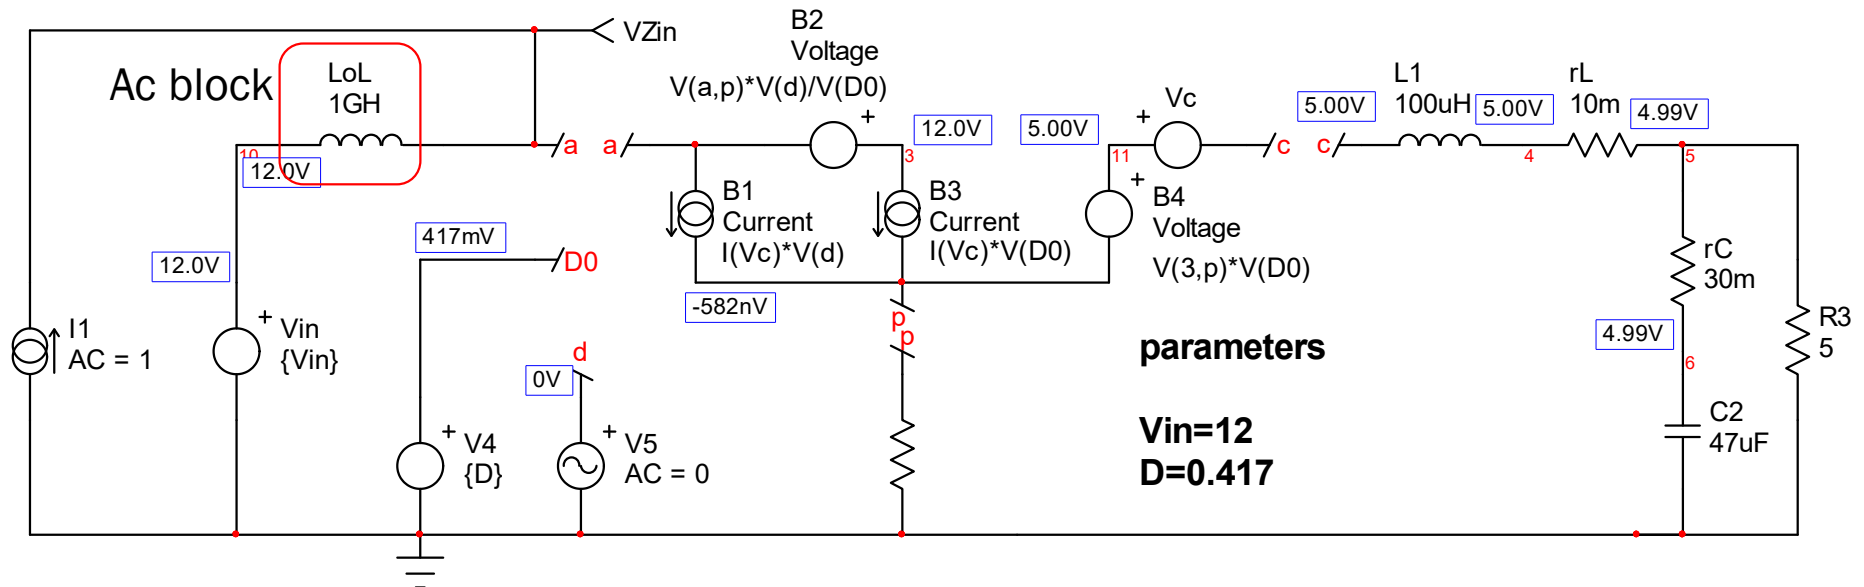 VZin
B2
Voltage
V(a,p)*V(d)/V(D0)
Ac block
LoL
1GH
Vc
L1
100uH
rL
10m
5.00V
5.00V
4.99V
12.0V
5.00V
a
a
c
c
10
12.0V
3
11
4
5
B1
Current
I(Vc)*V(d)
B3
Current
I(Vc)*V(D0)
B4
Voltage
V(3,p)*V(D0)
417mV
D0
12.0V
-582nV
rC
30m
p
p
I1
AC = 1
Vin
{Vin}
d
0V
parameters
4.99V
6
R3
5
V4
{D}
V5
AC = 0
Vin=12
D=0.417
C2
47uF